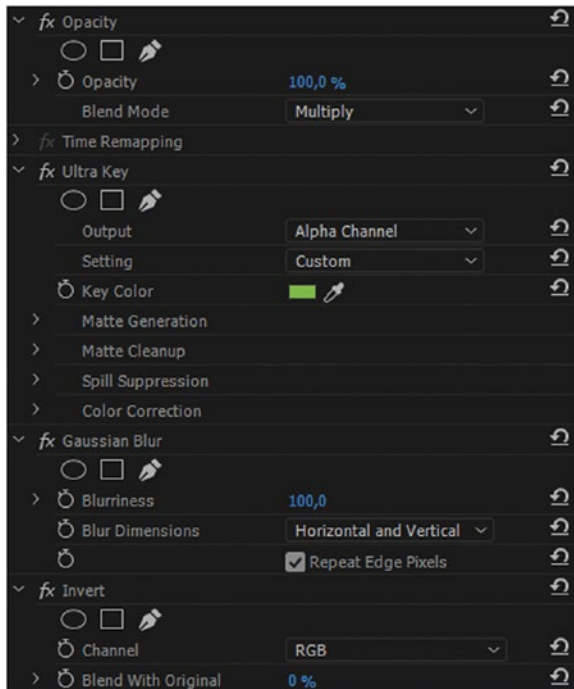 fx Opacity
Opacity 100,0 %
Blend Mode Multiply
fx Time Remapping
fx Ultra Key
Output Alpha Channel
Setting Custom
Key Color
Matte Generation
Matte Cleanup
Spill Suppression
Color Correction
fx Gaussian Blur
Blurriness 100,0
Blur Dimensions Horizontal and Vertical
Repeat Edge Pixels
fx Invert
Channel RGB
Blend With Original 0 %